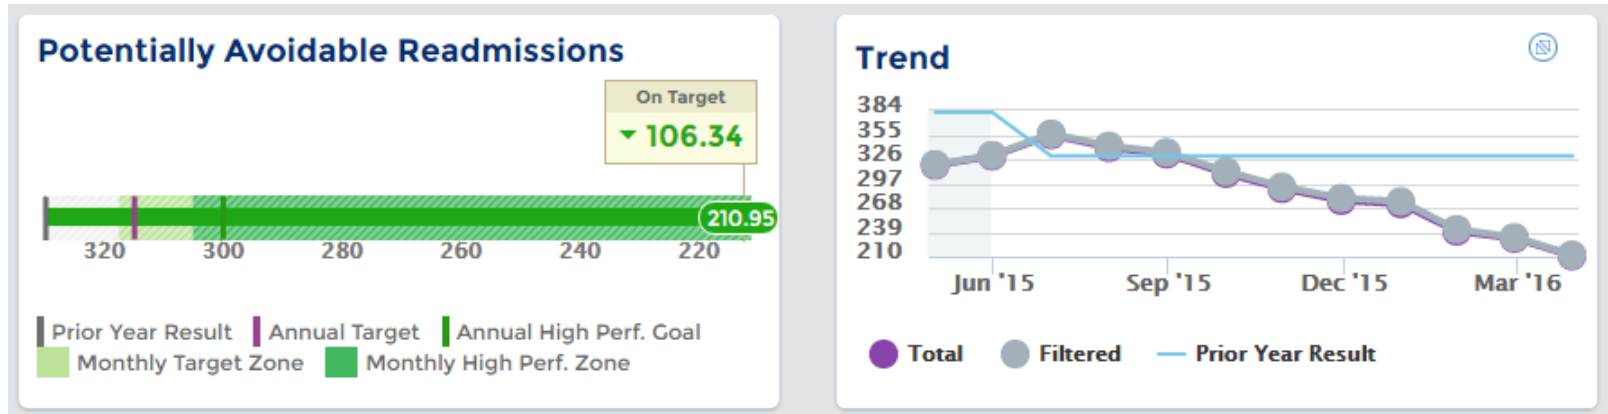 Potentially Avoidable Readmissions
On Target
106.34
210.95
320 300 280 260 240 220
Prior Year Result Annual Target Annual High Perf. Goal
Monthly Target Zone Monthly High Perf. Zone
Trend
384
355
326
297
268
239
210
Jun '15 Sep '15 Dec '15 Mar '16
Total Filtered Prior Year Result